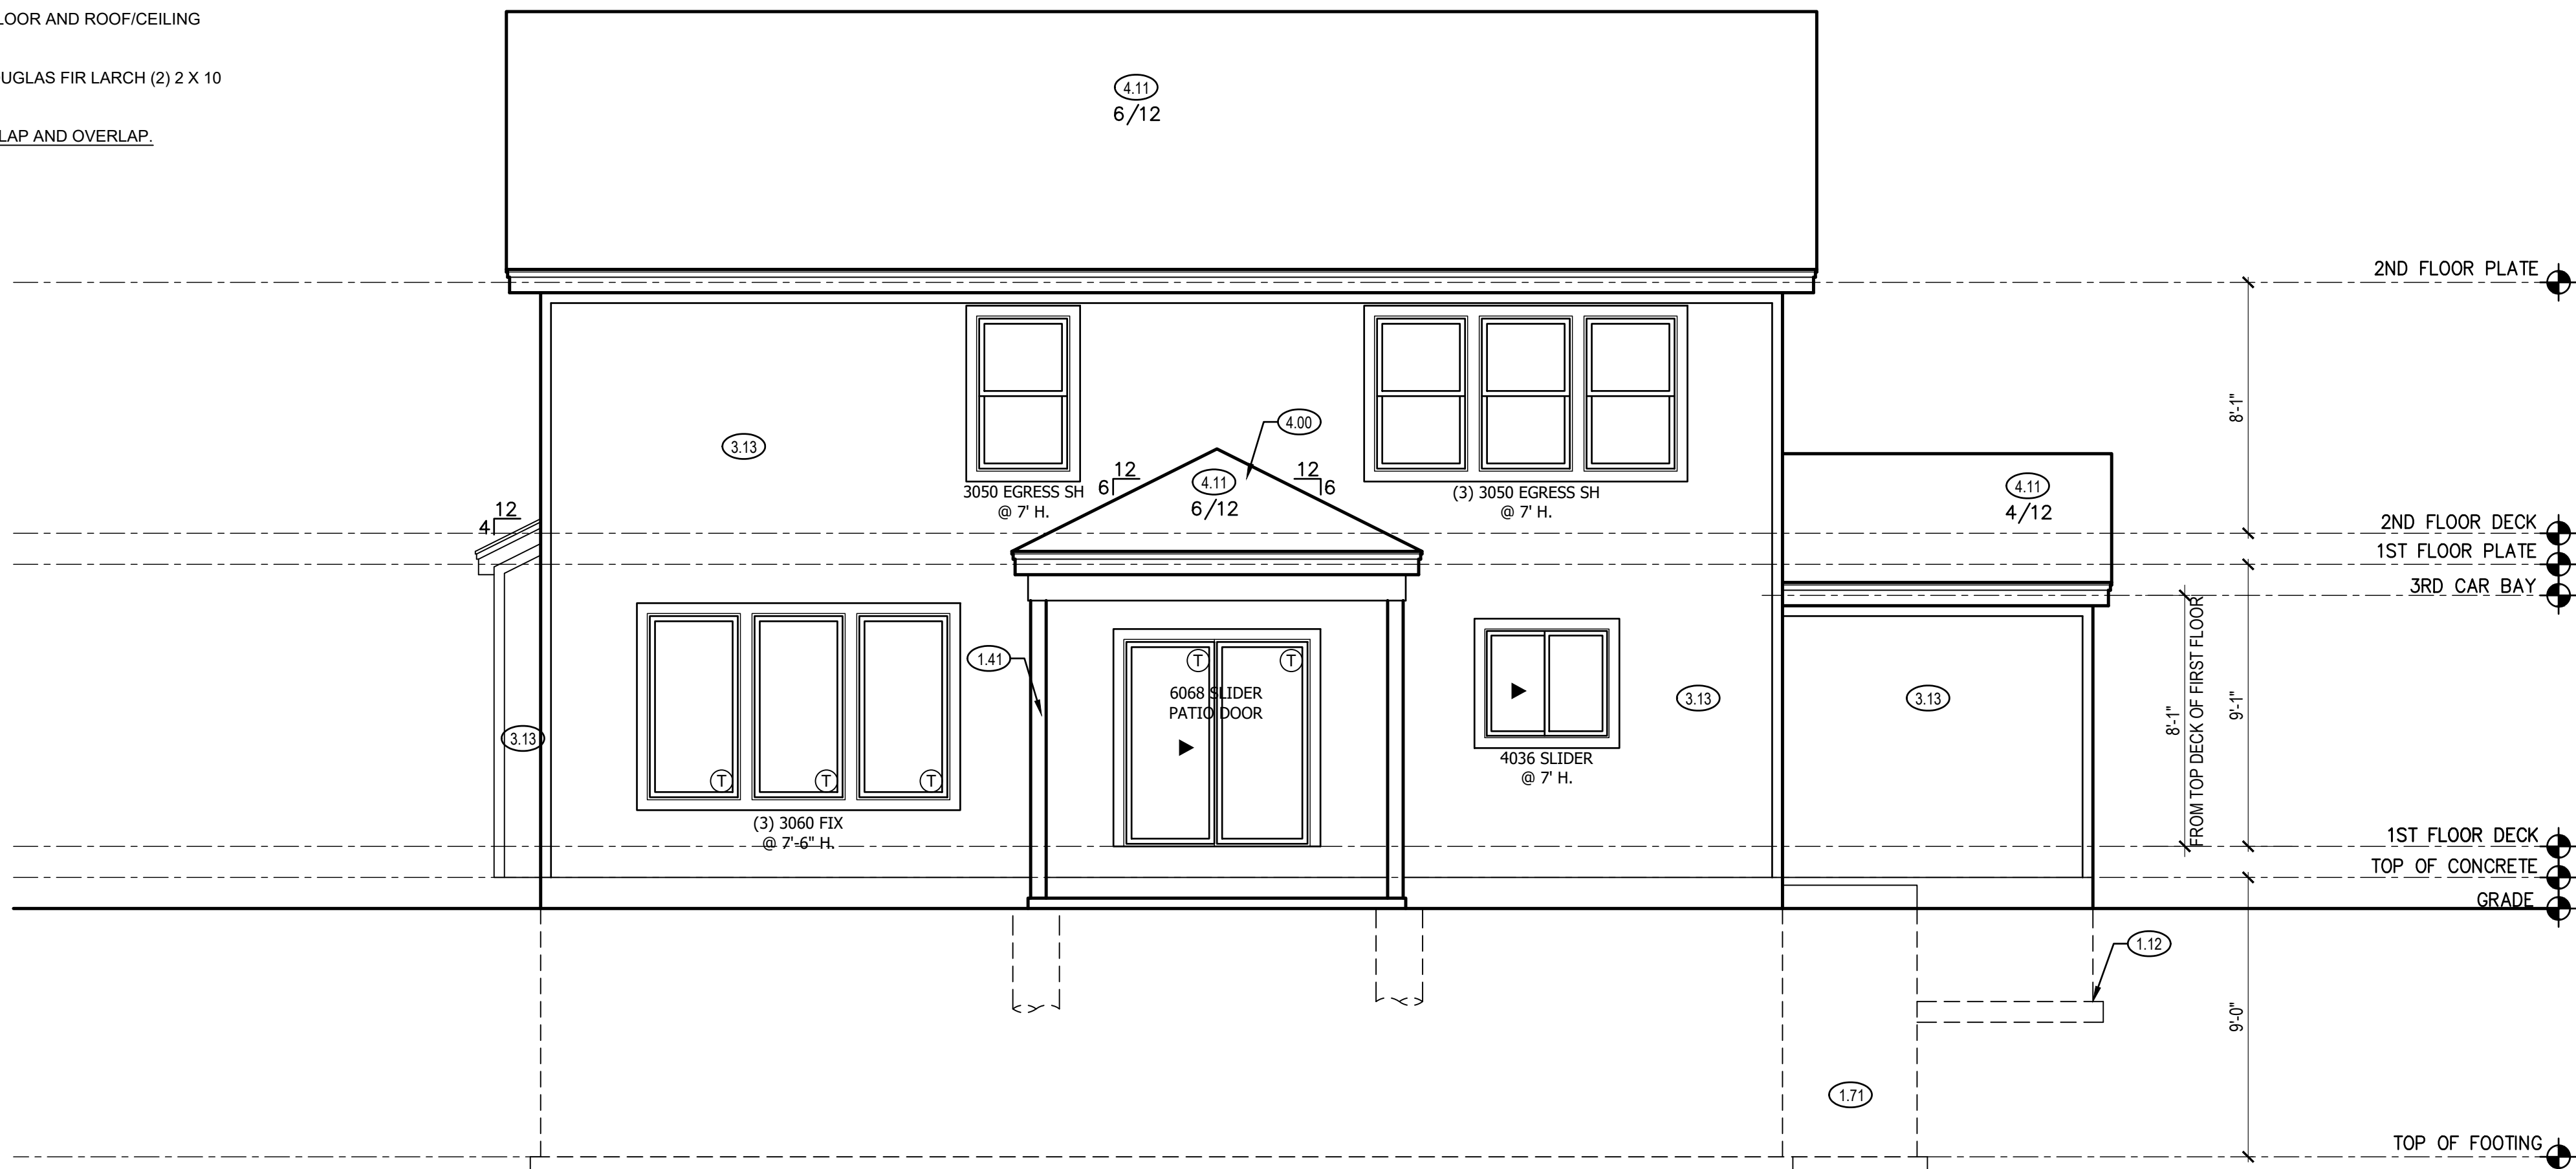 LOOR AND ROOF/CEILING
UGLAS FIR LARCH (2) 2 X 10
LAP AND OVERLAP.
4.11
6/12
2ND FLOOR PLATE
8'-1"
4.00
3.13
12
6
12
6
4.11
6/12
3050 EGRESS SH
@ 7' H.
(3) 3050 EGRESS SH
@ 7' H.
4.11
4/12
12
4
2ND FLOOR DECK
1ST FLOOR PLATE
3RD CAR BAY
1.41
T
T
6068 SLIDER
PATIO DOOR
3.13
3.13
3.13
8'-1"
FROM TOP DECK OF FIRST FLOOR
9'-1"
T
T
T
4036 SLIDER
@ 7' H.
(3) 3060 FIX
@ 7'-6" H.
1ST FLOOR DECK
TOP OF CONCRETE
GRADE
1.12
9'-0"
1.71
TOP OF FOOTING